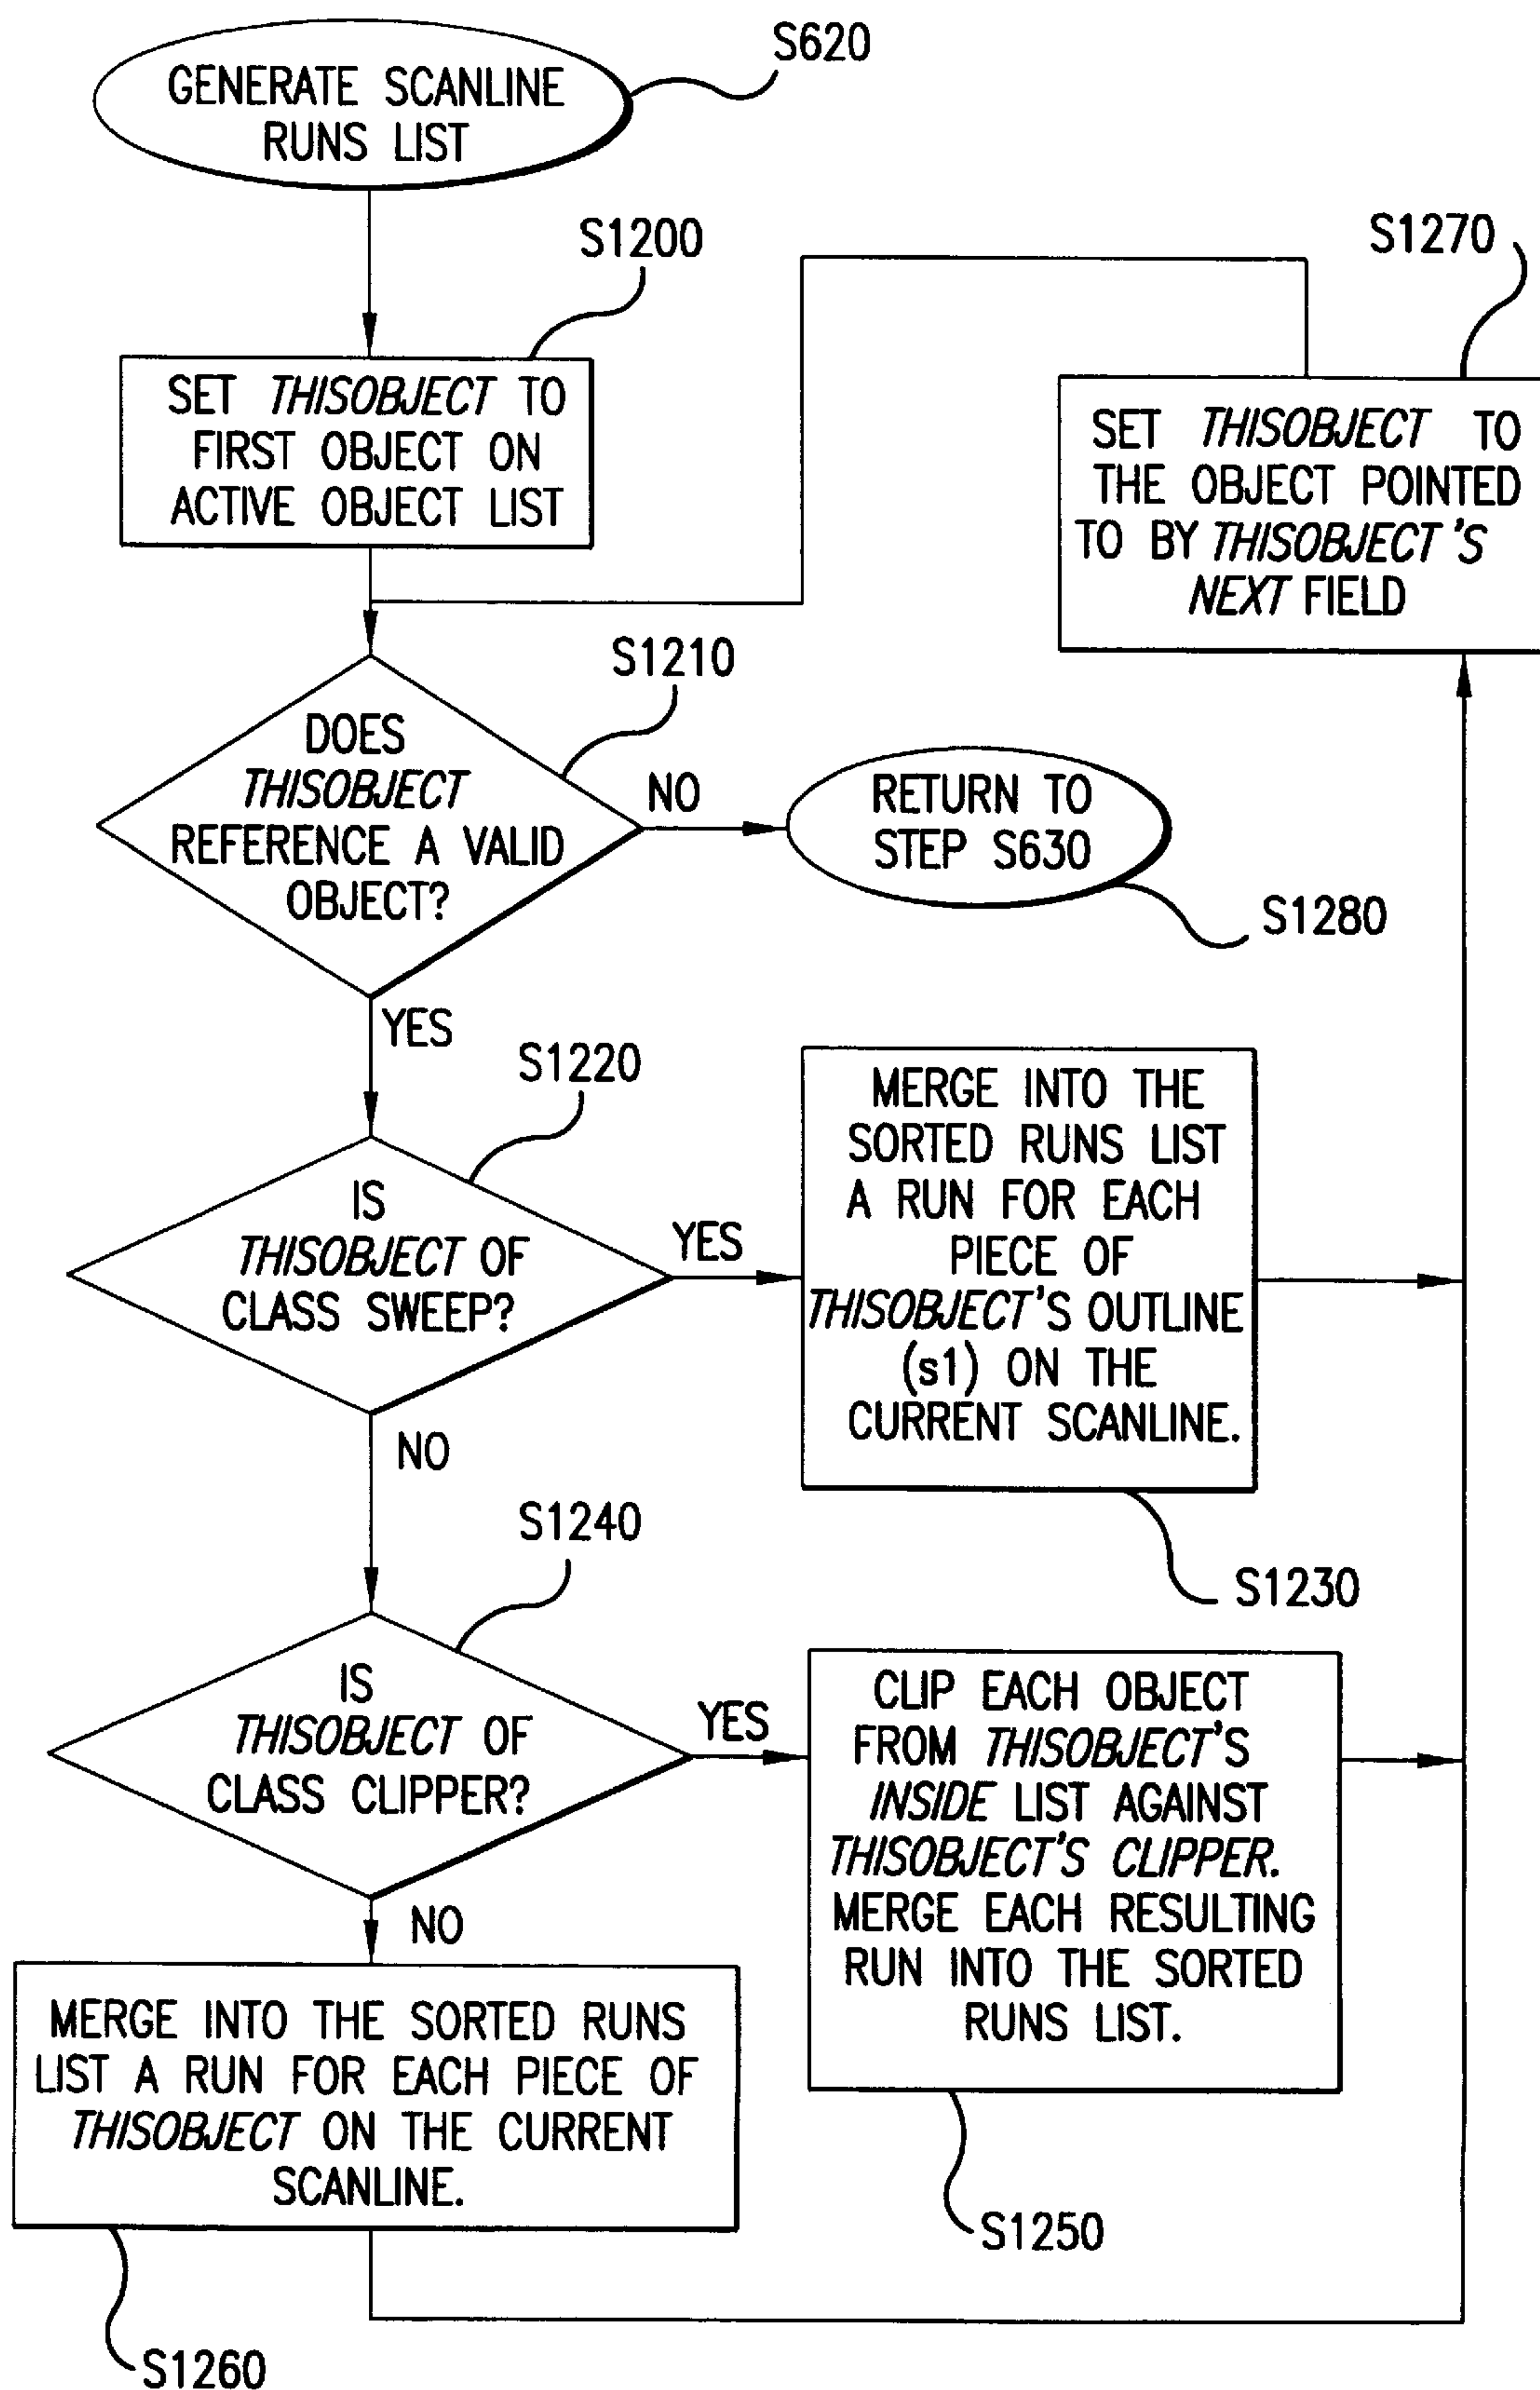 S620
GENERATE SCANLINE
RUNS LIST
S1200
SET THISOBJECT TO
FIRST OBJECT ON
ACTIVE OBJECT LIST
S1270
SET THISOBJECT TO
THE OBJECT POINTED
TO BY THISOBJECT'S
NEXT FIELD
S1210
DOES
THISOBJECT
REFERENCE A VALID
OBJECT?
NO
RETURN TO
STEP S630
S1280
YES
S1220
IS
THISOBJECT OF
CLASS SWEEP?
YES
MERGE INTO THE
SORTED RUNS LIST
A RUN FOR EACH
PIECE OF
THISOBJECT'S OUTLINE
(s1) ON THE
CURRENT SCANLINE.
S1230
NO
S1240
IS
THISOBJECT OF
CLASS CLIPPER?
YES
CLIP EACH OBJECT
FROM THISOBJECT'S
INSIDE LIST AGAINST
THISOBJECT'S CLIPPER.
MERGE EACH RESULTING
RUN INTO THE SORTED
RUNS LIST.
S1250
NO
MERGE INTO THE SORTED RUNS
LIST A RUN FOR EACH PIECE OF
THISOBJECT ON THE CURRENT
SCANLINE.
S1260